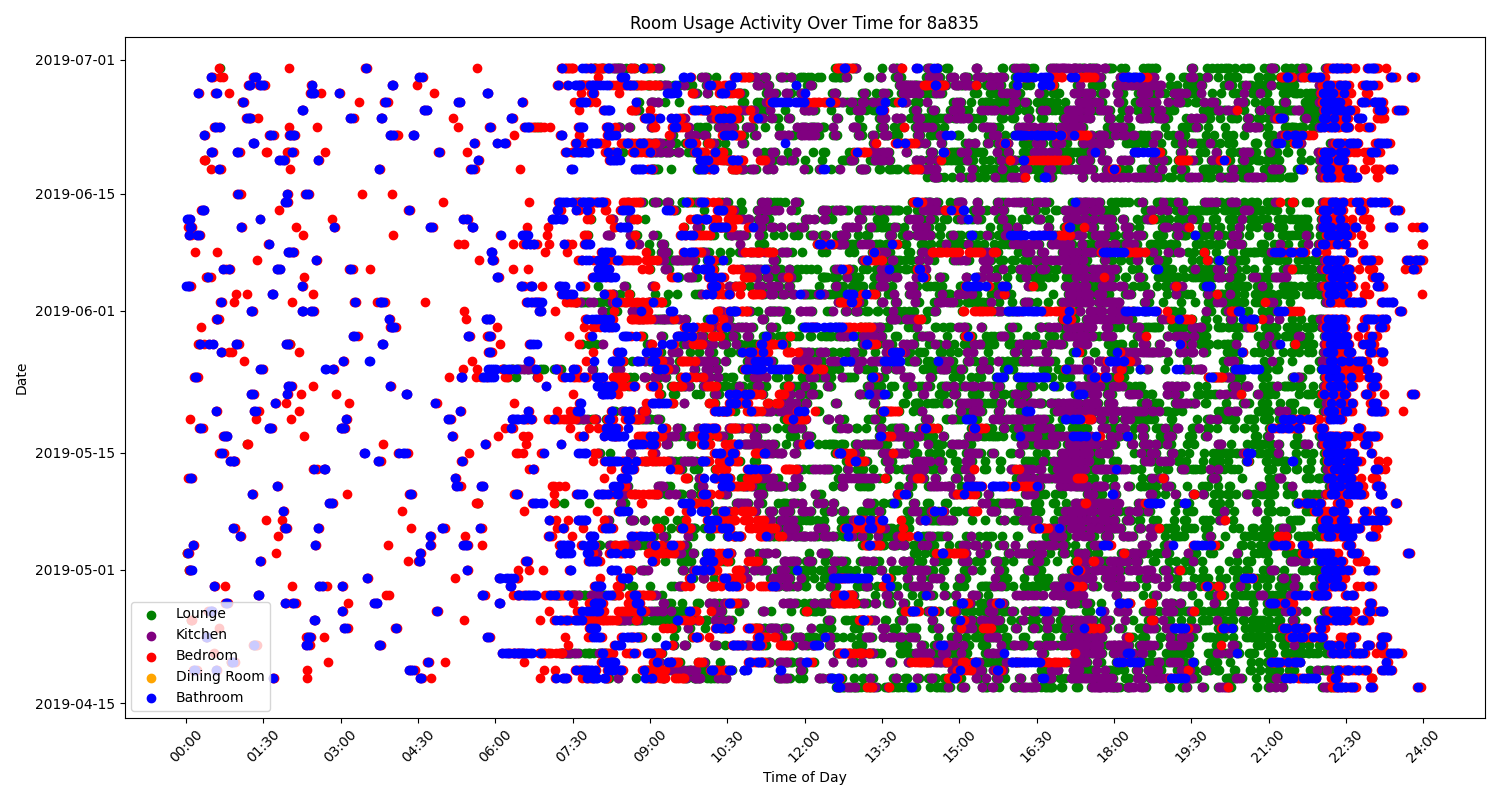 Room Usage Activity Over Time for 8a835
Date
2019-07-01
2019-06-15
2019-06-01
2019-05-15
2019-05-01
2019-04-15
Lounge
Kitchen
Bedroom
Dining Room
Bathroom
00:00
01:30
03:00
04:30
06:00
07:30
09:00
10:30
12:00
13:30
15:00
16:30
18:00
19:30
21:00
22:30
24:00
Time of Day